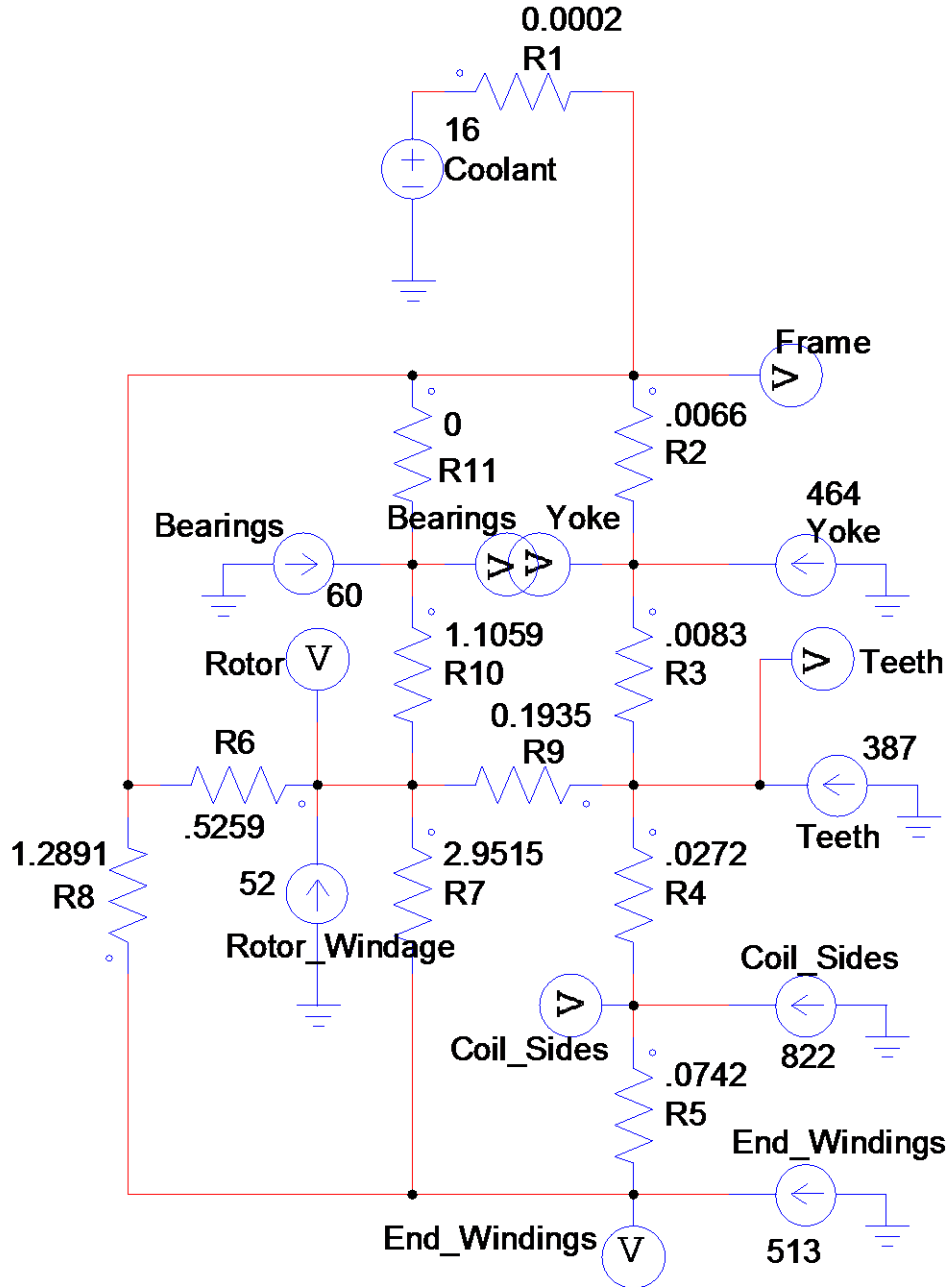 0.0002
R1
16
Coolant
Frame
0
R11
.0066
R2
Bearings
60
Bearings
Yoke
464
Yoke
Rotor
1.1059
R10
.0083
R3
Teeth
R6
.5259
0.1935
R9
387
Teeth
1.2891
R8
52
Rotor_Windage
2.9515
R7
.0272
R4
Coil_Sides
Coil_Sides
822
.0742
R5
End_Windings
513
End_Windings
V
V
V
V
V
V
V
+
−